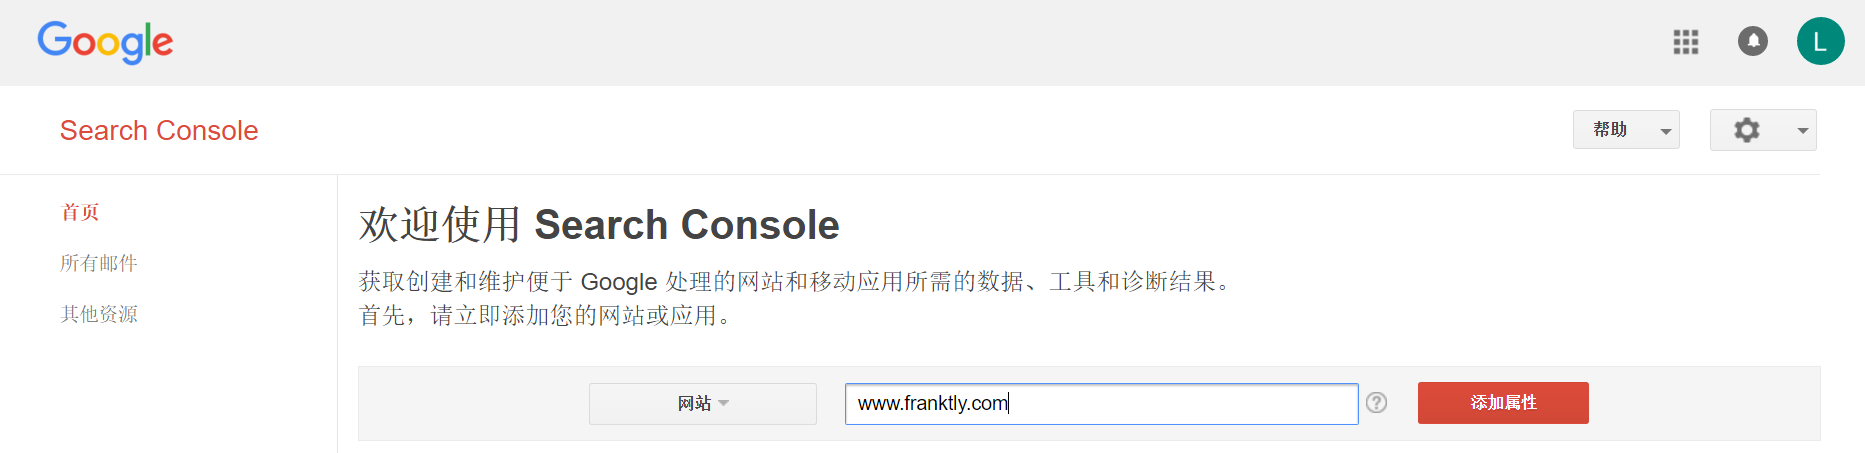 Google
L
Search Console
帮助
首页
所有邮件
其他资源
欢迎使用 Search Console
获取创建和维护便于 Google 处理的网站和移动应用所需的数据、工具和诊断结果。
首先，请立即添加您的网站或应用。
网站
www.franktly.com
?
添加属性